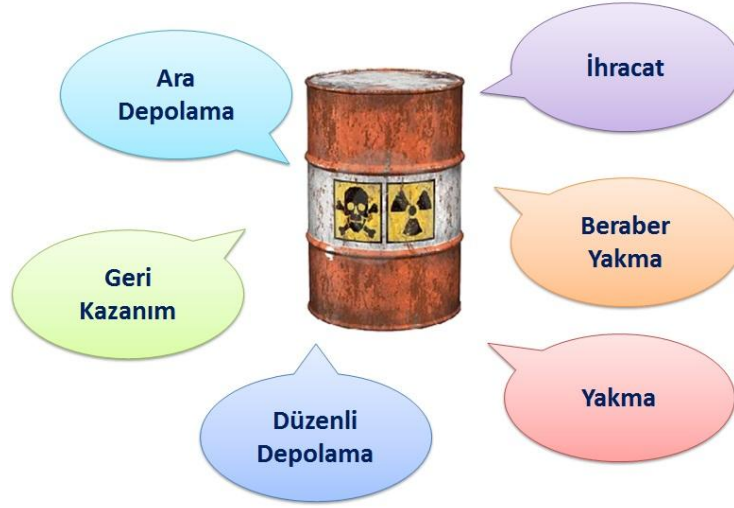 Ara
Depolama
İhracat
Geri
Kazanım
Beraber
Yakma
Düzenli
Depolama
Yakma